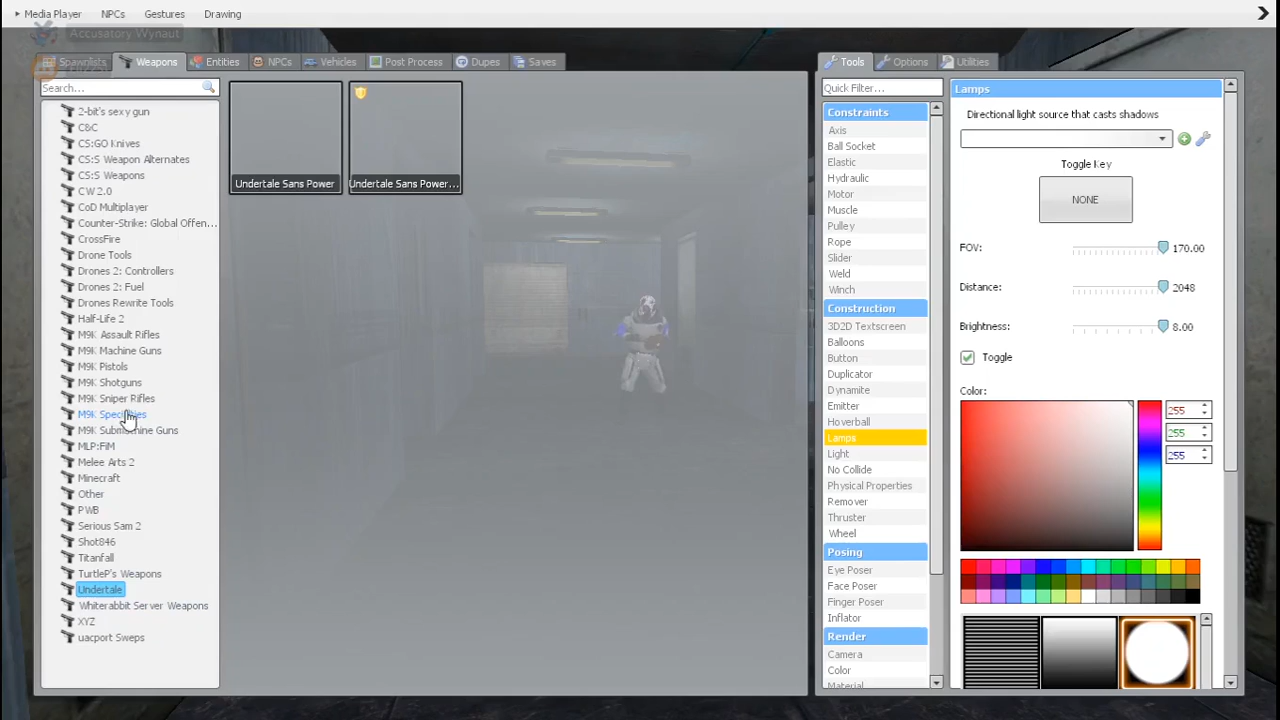 Media Player NPCs Gestures Drawing
Accusatory Wynaut
Spawnlists Weapons Entities NPCs Vehicles Post Process Dupes Saves
Tools Options Utilities
Search...
2-bit's sexy gun
C&C
CS:GO Knives
CS:S Weapon Alternates
CS:S Weapons
CW 2.0
CoD Multiplayer
Counter-Strike: Global Offen...
CrossFire
Drone Tools
Drones 2: Controllers
Drones 2: Fuel
Drones Rewrite Tools
Half-Life 2
M9K Assault Rifles
M9K Machine Guns
M9K Pistols
M9K Shotguns
M9K Sniper Rifles
M9K Specialties
M9K Submachine Guns
MLP:FiM
Melee Arts 2
Minecraft
Other
PWB
Serious Sam 2
Shot846
Titanfall
TurtleP's Weapons
Undertale
Whiterabbit Server Weapons
XYZ
uacport Sweps
Undertale Sans Power
Undertale Sans Power...
Quick Filter...
Constraints
Axis
Ball Socket
Elastic
Hydraulic
Motor
Muscle
Pulley
Rope
Slider
Weld
Winch
Construction
3D2D Textscreen
Balloons
Button
Duplicator
Dynamite
Emitter
Hoverball
Lamps
Light
No Collide
Physical Properties
Remover
Thruster
Wheel
Posing
Eye Poser
Face Poser
Finger Poser
Inflator
Render
Camera
Color
Material
Lamps
Directional light source that casts shadows
Toggle Key
NONE
FOV: 170.00
Distance: 2048
Brightness: 8.00
Toggle
Color:
255
255
255